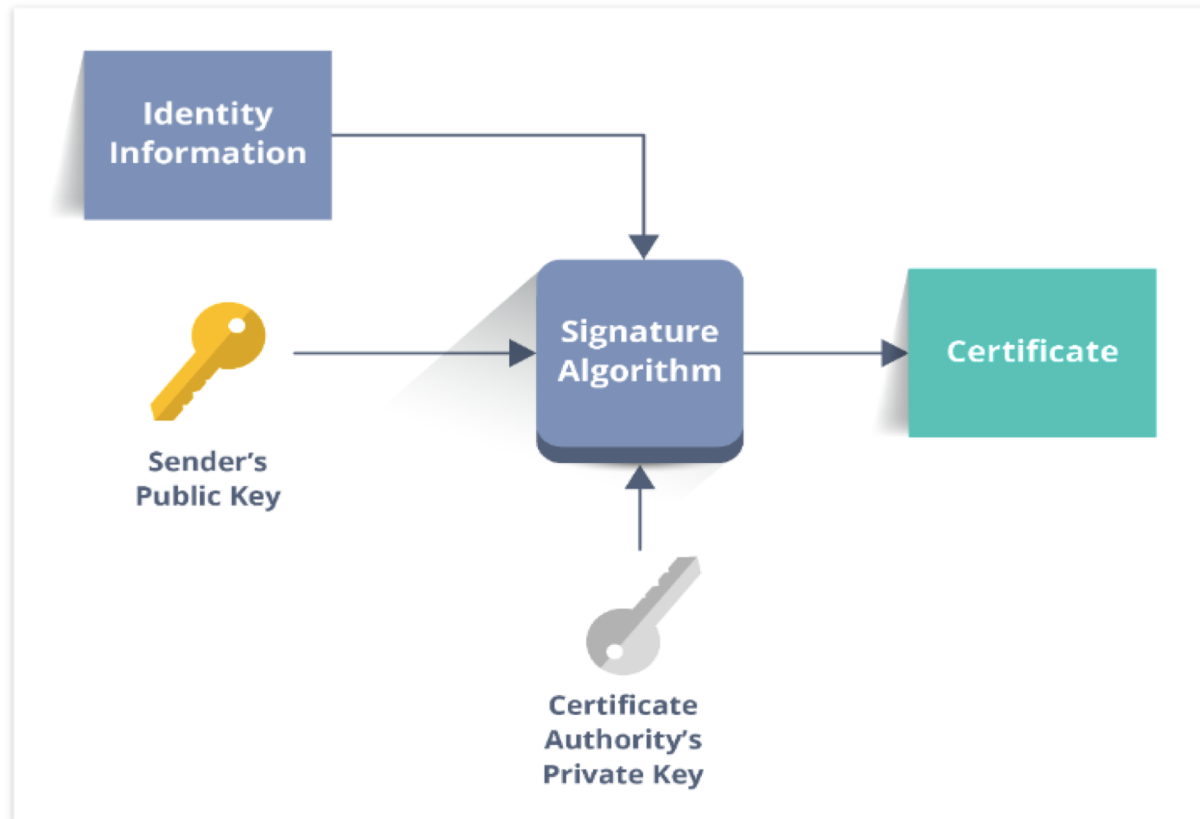 Identity
Information
Signature
Algorithm
Certificate
Sender’s
Public Key
Certificate
Authority’s
Private Key